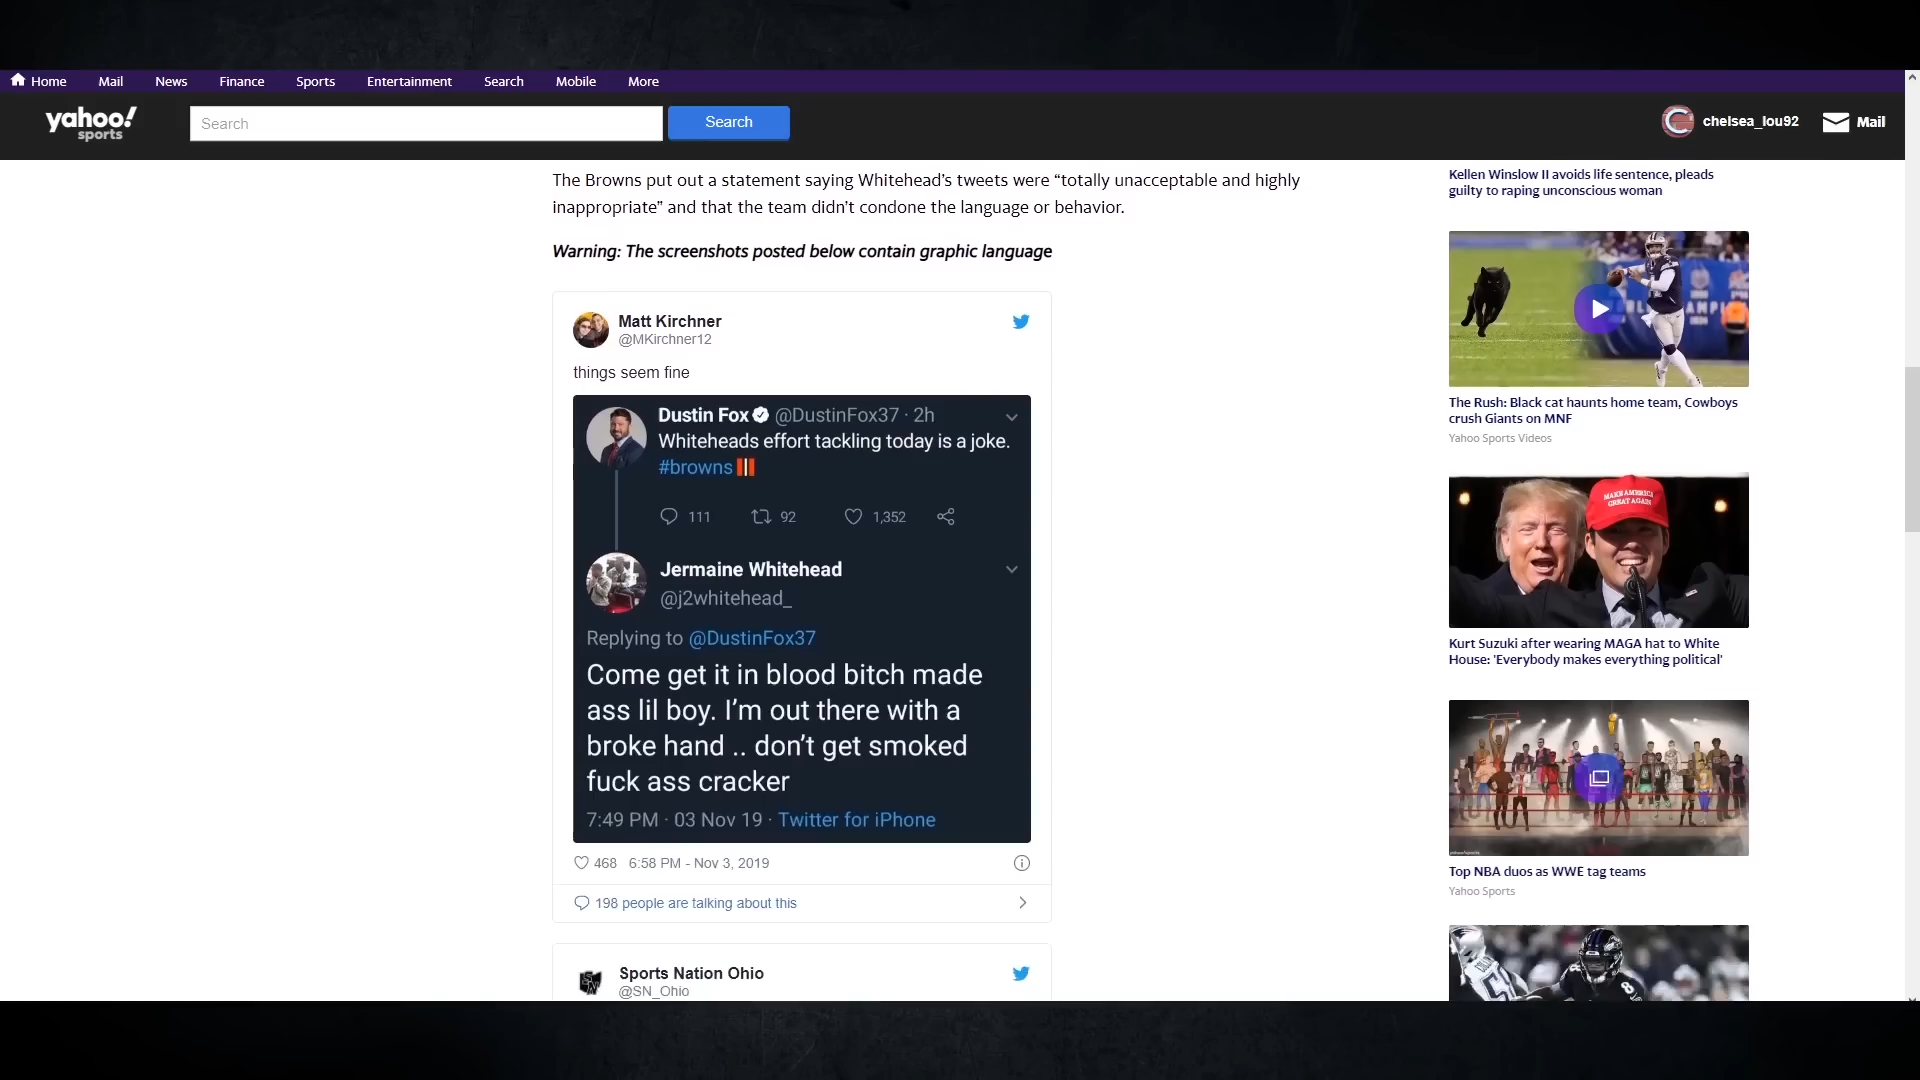 Home Mail News Finance Sports Entertainment Search Mobile More
yahoo!
sports
Search
Search
chelsea_lou92
Mail
The Browns put out a statement saying Whitehead’s tweets were “totally unacceptable and highly
inappropriate” and that the team didn’t condone the language or behavior.
Warning: The screenshots posted below contain graphic language
Matt Kirchner
@MKirchner12
things seem fine
Dustin Fox @DustinFox37 · 2h
Whiteheads effort tackling today is a joke.
#browns
111 92 1,352
Jermaine Whitehead
@j2whitehead_
Replying to @DustinFox37
Come get it in blood bitch made
ass lil boy. I’m out there with a
broke hand .. don’t get smoked
fuck ass cracker
7:49 PM · 03 Nov 19 · Twitter for iPhone
468 6:58 PM - Nov 3, 2019
198 people are talking about this
Sports Nation Ohio
@SN_Ohio
Kellen Winslow II avoids life sentence, pleads
guilty to raping unconscious woman
The Rush: Black cat haunts home team, Cowboys
crush Giants on MNF
Yahoo Sports Videos
MAKE AMERICA
GREAT AGAIN
Kurt Suzuki after wearing MAGA hat to White
House: 'Everybody makes everything political'
Top NBA duos as WWE tag teams
Yahoo Sports
8